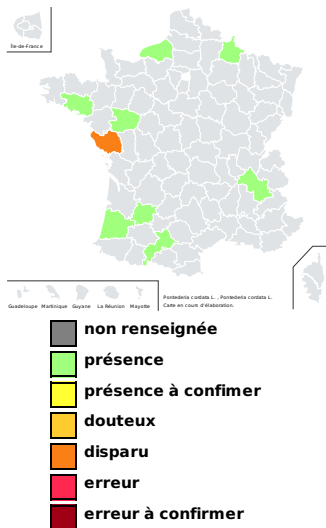 Île-de-France
Guadeloupe Martinique Guyane La Réunion Mayotte
Pontederia cordata L. , Pontederia cordata L.
Carte en cours d'élaboration.
non renseignée
présence
présence à confimer
douteux
disparu
erreur
erreur à confirmer